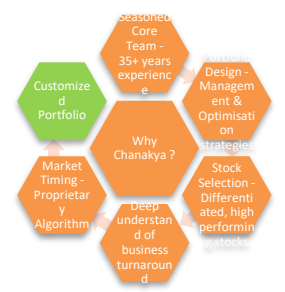 Seasoned
Core
Team -
35+ years
experienc
e
Portfolio
Design -
Managem
ent &
Optimisati
on
strategies
Stock
Selection -
Differenti
ated, high
performin
g stocks
Deep
understan
d of
business
turnaroun
d
Market
Timing -
Proprietar
y
Algorithm
Customize
d
Portfolio
Why
Chanakya ?